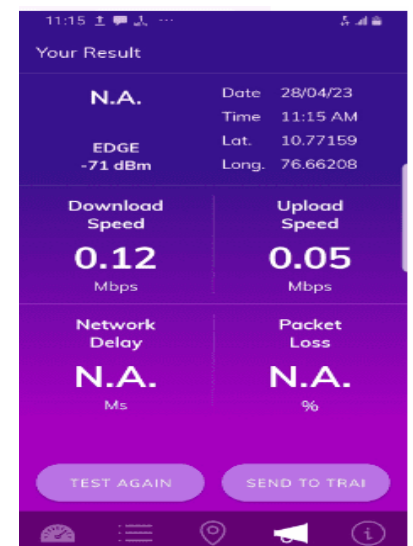 11:15
Your Result
N.A.
EDGE
-71 dBm
Date 28/04/23
Time 11:15 AM
Lat. 10.77159
Long. 76.66208
Download
Speed
0.12
Mbps
Upload
Speed
0.05
Mbps
Network
Delay
N.A.
Ms
Packet
Loss
N.A.
%
TEST AGAIN
SEND TO TRAI